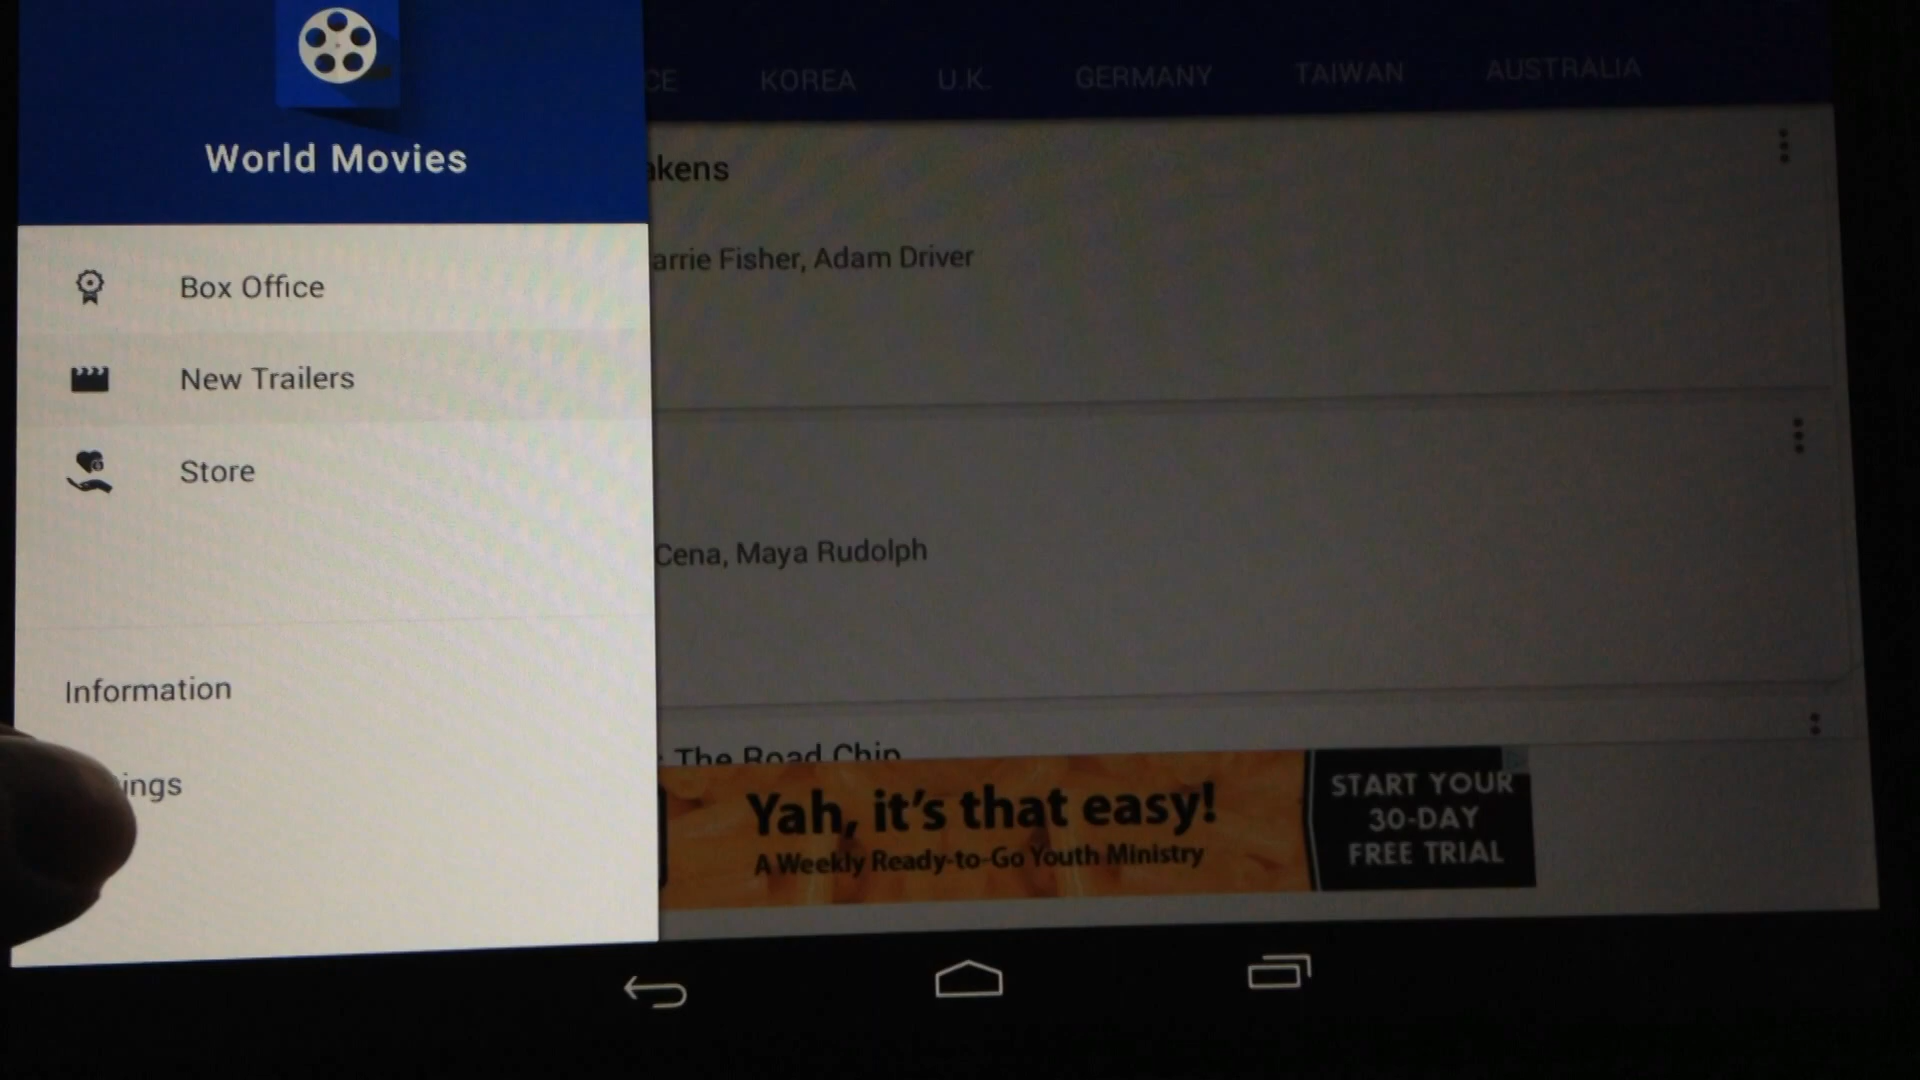 World Movies
Box Office
New Trailers
Store
Information
ings
CE KOREA U.K. GERMANY TAIWAN AUSTRALIA
akens
arrie Fisher, Adam Driver
Cena, Maya Rudolph
: The Road Chip
Yah, it's that easy!
A Weekly Ready-to-Go Youth Ministry
START YOUR
30-DAY
FREE TRIAL